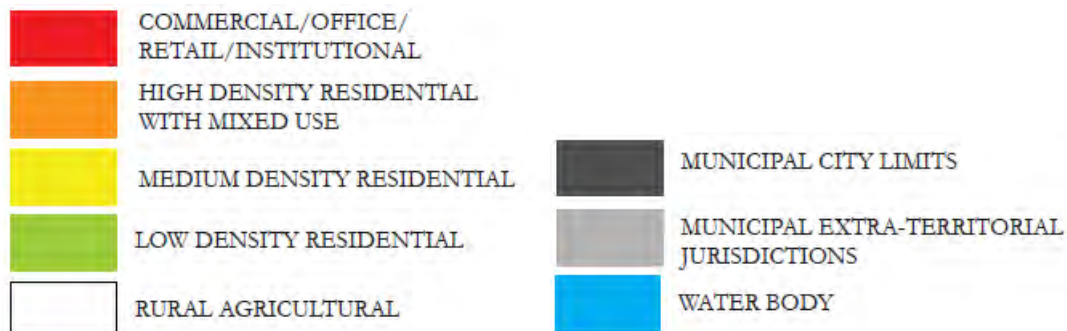 COMMERCIAL/OFFICE/
RETAIL/INSTITUTIONAL
HIGH DENSITY RESIDENTIAL
WITH MIXED USE
MEDIUM DENSITY RESIDENTIAL
LOW DENSITY RESIDENTIAL
RURAL AGRICULTURAL
MUNICIPAL CITY LIMITS
MUNICIPAL EXTRA-TERRITORIAL
JURISDICTIONS
WATER BODY